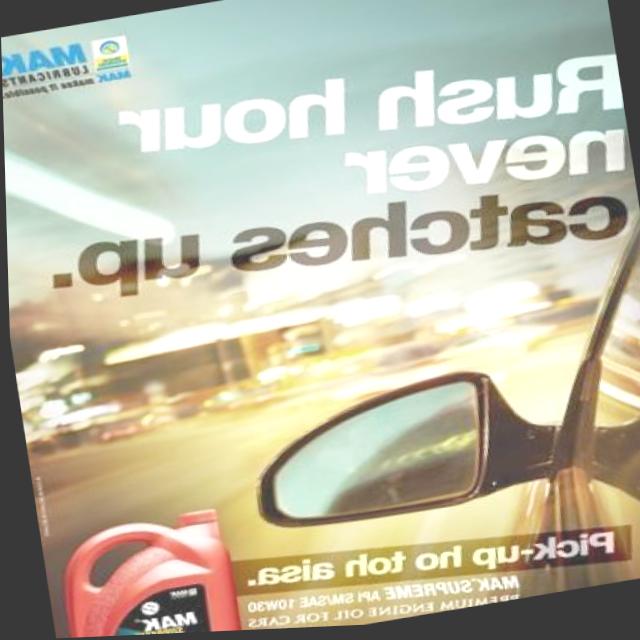 MAK
LUBRICANTS
makes it possible.
MAK
Rush hour
never
catches up.
Pick-up ho toh aisa.
MAK SUPREME API SM/SAE 10W30
PREMIUM ENGINE OIL FOR CARS
MAK